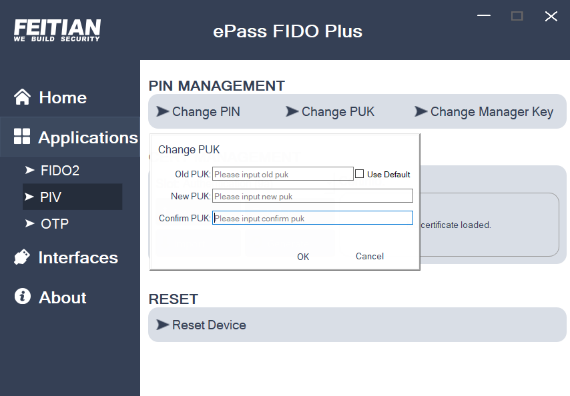 FEITIAN
WE BUILD SECURITY
ePass FIDO Plus
Home
Applications
FIDO2
PIV
OTP
Interfaces
About
PIN MANAGEMENT
Change PIN
Change PUK
Change Manager Key
Change PUK
Old PUK Please input old puk Use Default
New PUK Please input new puk
Confirm PUK Please input confirm puk
OK
Cancel
certificate loaded.
RESET
Reset Device